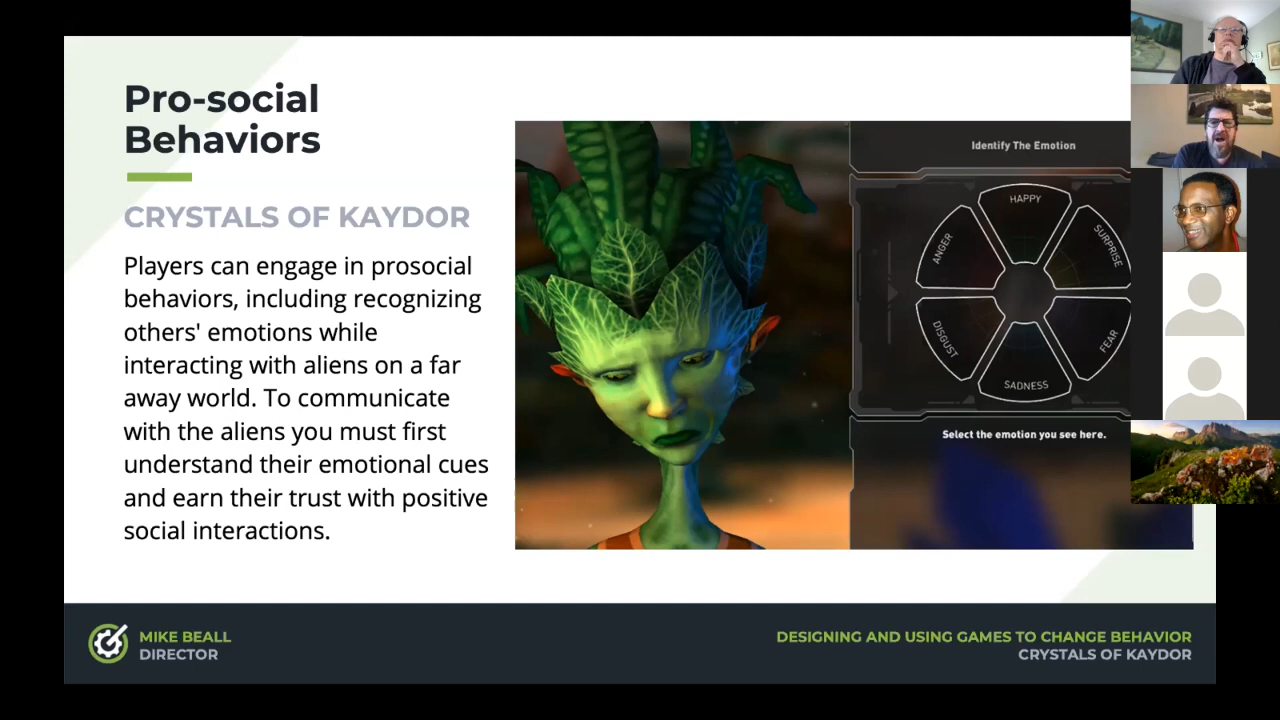 Pro-social
Behaviors
CRYSTALS OF KAYDOR
Players can engage in prosocial
behaviors, including recognizing
others' emotions while
interacting with aliens on a far
away world. To communicate
with the aliens you must first
understand their emotional cues
and earn their trust with positive
social interactions.
Identify The Emotion
HAPPY
SURPRISE
FEAR
SADNESS
DISGUST
ANGER
Select the emotion you see here.
MIKE BEALL
DIRECTOR
DESIGNING AND USING GAMES TO CHANGE BEHAVIOR
CRYSTALS OF KAYDOR